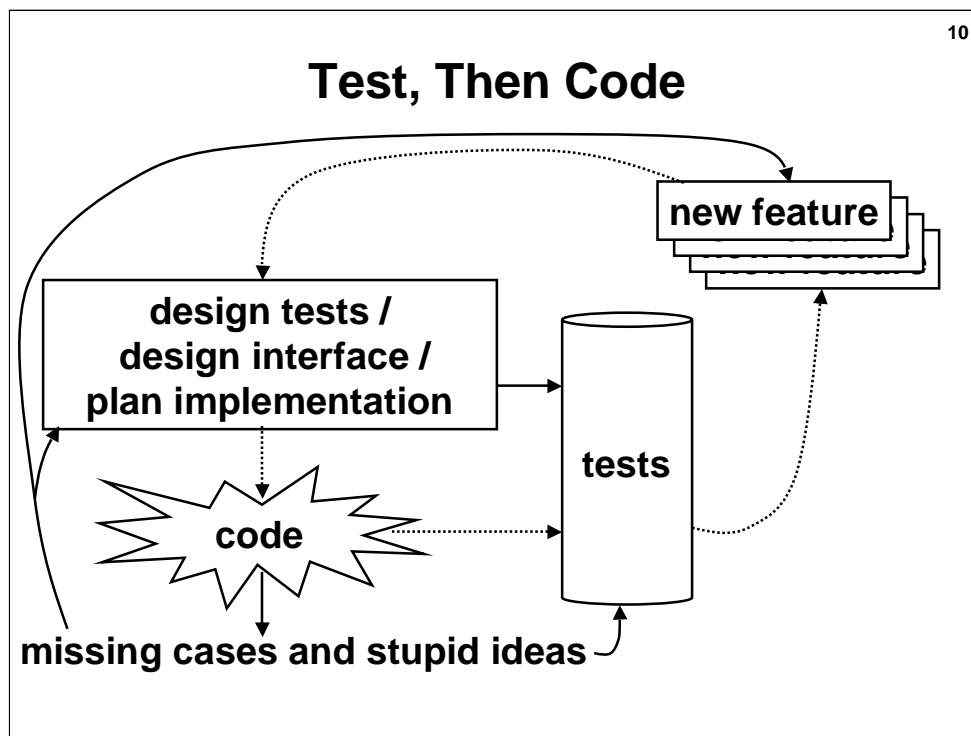 10
Test, Then Code
new feature
design tests /
design interface /
plan implementation
tests
code
missing cases and stupid ideas